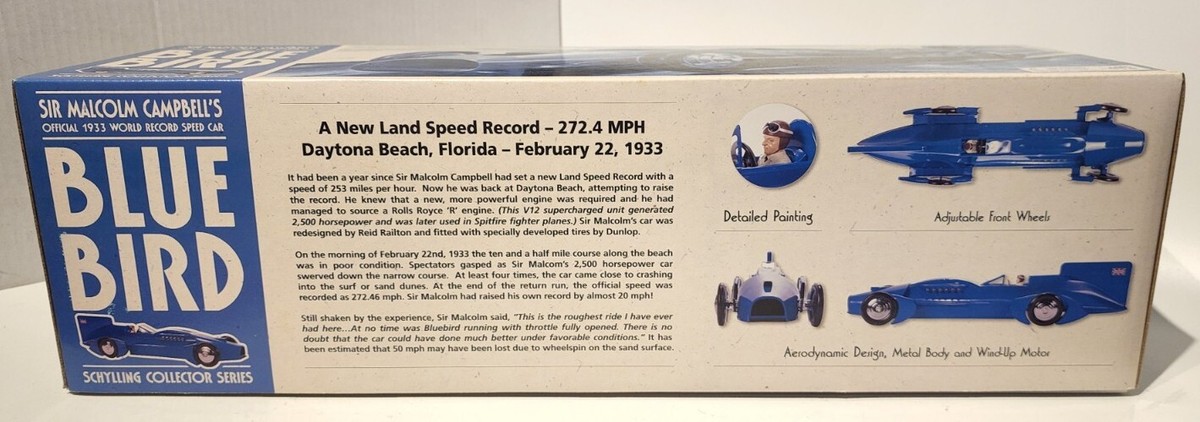 BLUE
BIRD
SIR MALCOLM CAMPBELL'S
OFFICIAL 1933 WORLD RECORD SPEED CAR
BLUE
BIRD
SCHYLLING COLLECTOR SERIES
A New Land Speed Record – 272.4 MPH
Daytona Beach, Florida – February 22, 1933
It had been a year since Sir Malcolm Campbell had set a new Land Speed Record with a
speed of 253 miles per hour. Now he was back at Daytona Beach, attempting to raise
the record. He knew that a new, more powerful engine was required and he had
managed to source a Rolls Royce 'R' engine. (This V12 supercharged unit generated
2,500 horsepower and was later used in Spitfire fighter planes.) Sir Malcolm's car was
redesigned by Reid Railton and fitted with specially developed tires by Dunlop.
On the morning of February 22nd, 1933 the ten and a half mile course along the beach
was in poor condition. Spectators gasped as Sir Malcom's 2,500 horsepower car
swerved down the narrow course. At least four times, the car came close to crashing
into the surf or sand dunes. At the end of the return run, the official speed was
recorded as 272.46 mph. Sir Malcolm had raised his own record by almost 20 mph!
Still shaken by the experience, Sir Malcolm said, "This is the roughest ride I have ever
had here...At no time was Bluebird running with throttle fully opened. There is no
doubt that the car could have done much better under favorable conditions." It has
been estimated that 50 mph may have been lost due to wheelspin on the sand surface.
Detailed Painting
Adjustable Front Wheels
Aerodynamic Design, Metal Body and Wind-Up Motor